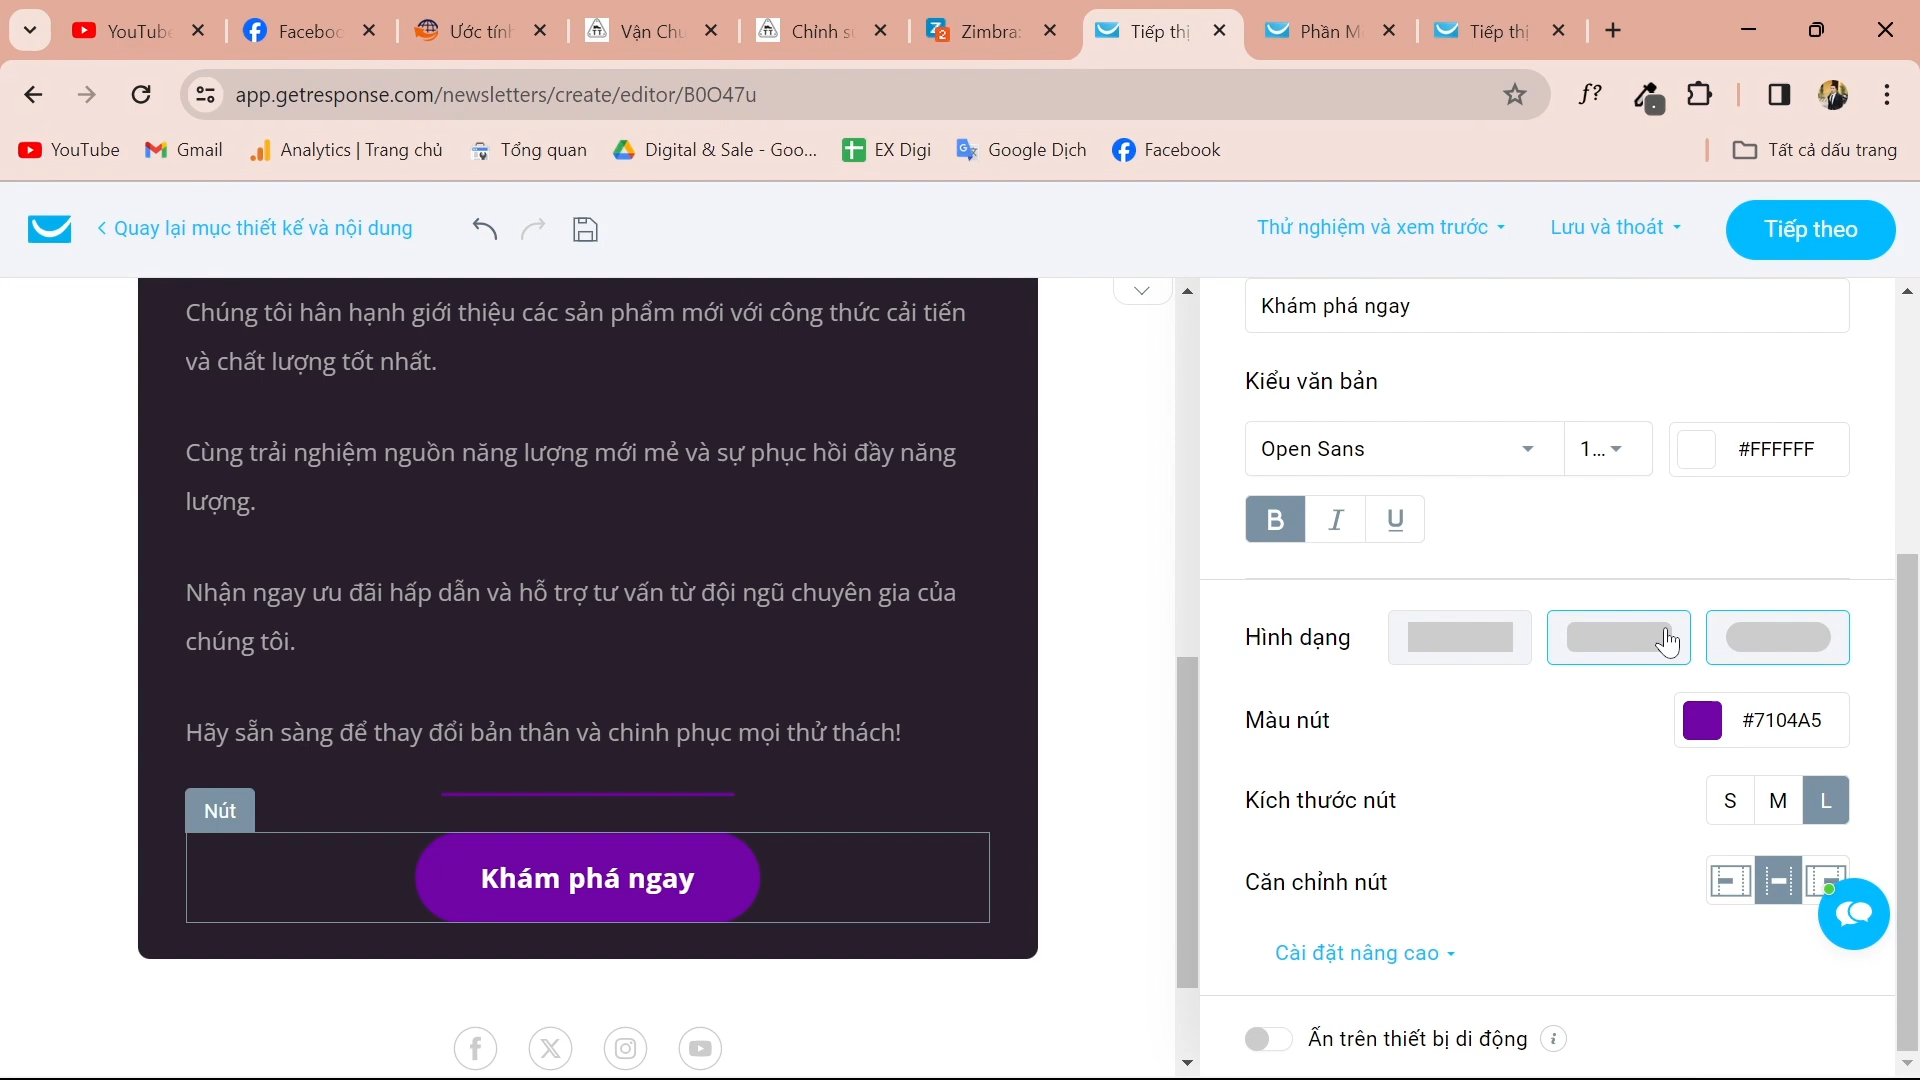 YouTube
Faceboo
Ước tính
Vận Chu
Chỉnh s
Zimbra:
Tiếp thị
Phần M
Tiếp thị
app.getresponse.com/newsletters/create/editor/B0O47u
f?
YouTube
Gmail
Analytics | Trang chủ
Tổng quan
Digital & Sale - Goo...
EX Digi
Google Dịch
Facebook
Tất cả dấu trang
Quay lại mục thiết kế và nội dung
Thử nghiệm và xem trước
Lưu và thoát
Tiếp theo
Chúng tôi hân hạnh giới thiệu các sản phẩm mới với công thức cải tiến
và chất lượng tốt nhất.
Cùng trải nghiệm nguồn năng lượng mới mẻ và sự phục hồi đầy năng
lượng.
Nhận ngay ưu đãi hấp dẫn và hỗ trợ tư vấn từ đội ngũ chuyên gia của
chúng tôi.
Hãy sẵn sàng để thay đổi bản thân và chinh phục mọi thử thách!
Nút
Khám phá ngay
Khám phá ngay
Kiểu văn bản
Open Sans
1...
#FFFFFF
B I U
Hình dạng
Màu nút
#7104A5
Kích thước nút
S M L
Căn chỉnh nút
Cài đặt nâng cao
Ẩn trên thiết bị di động